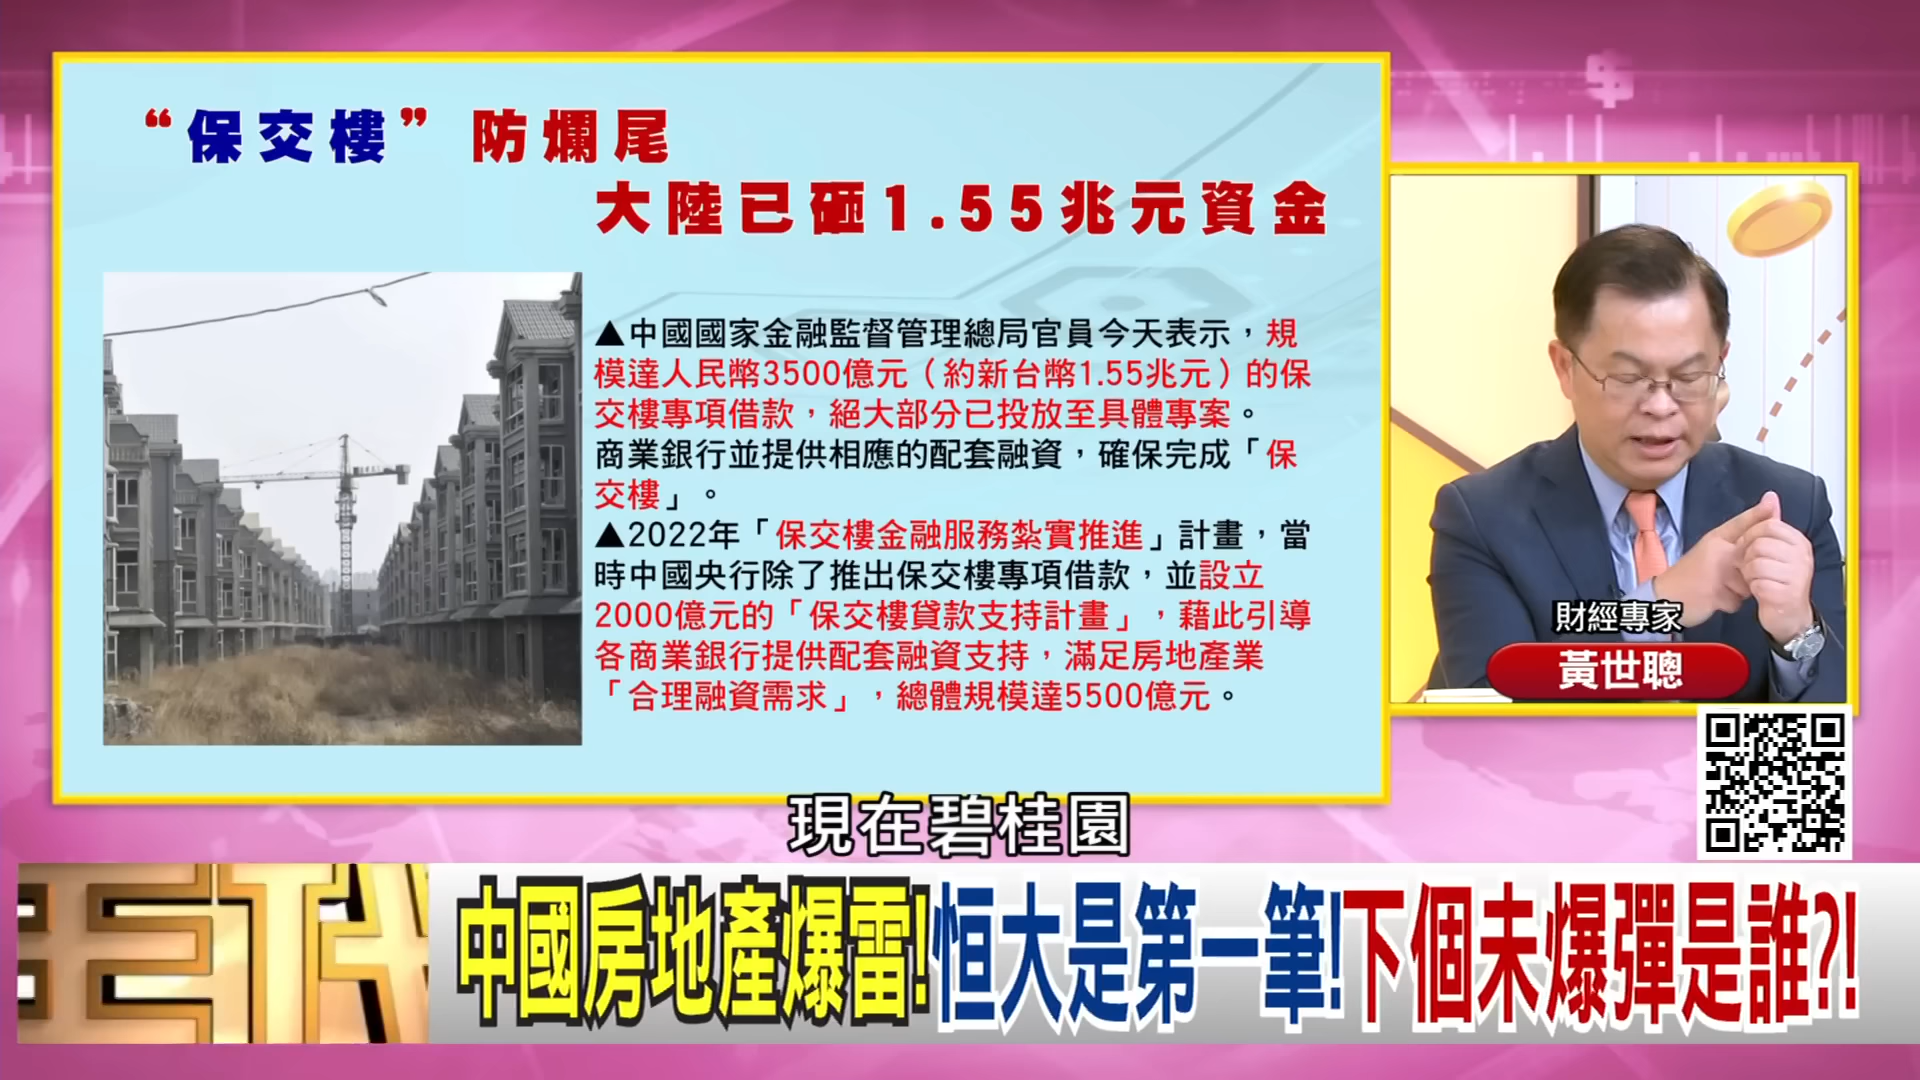 “保交樓” 防爛尾
大陸已砸1.55兆元資金
▲中國國家金融監督管理總局官員今天表示，規
模達人民幣3500億元（約新台幣1.55兆元）的保
交樓專項借款，絕大部分已投放至具體專案。
商業銀行並提供相應的配套融資，確保完成「保
交樓」。
▲2022年「保交樓金融服務紮實推進」計畫，當
時中國央行除了推出保交樓專項借款，並設立
2000億元的「保交樓貸款支持計畫」，藉此引導
各商業銀行提供配套融資支持，滿足房地產業
「合理融資需求」，總體規模達5500億元。
財經專家
黃世聰
現在碧桂園
中國房地產爆雷!恒大是第一筆!下個未爆彈是誰?!